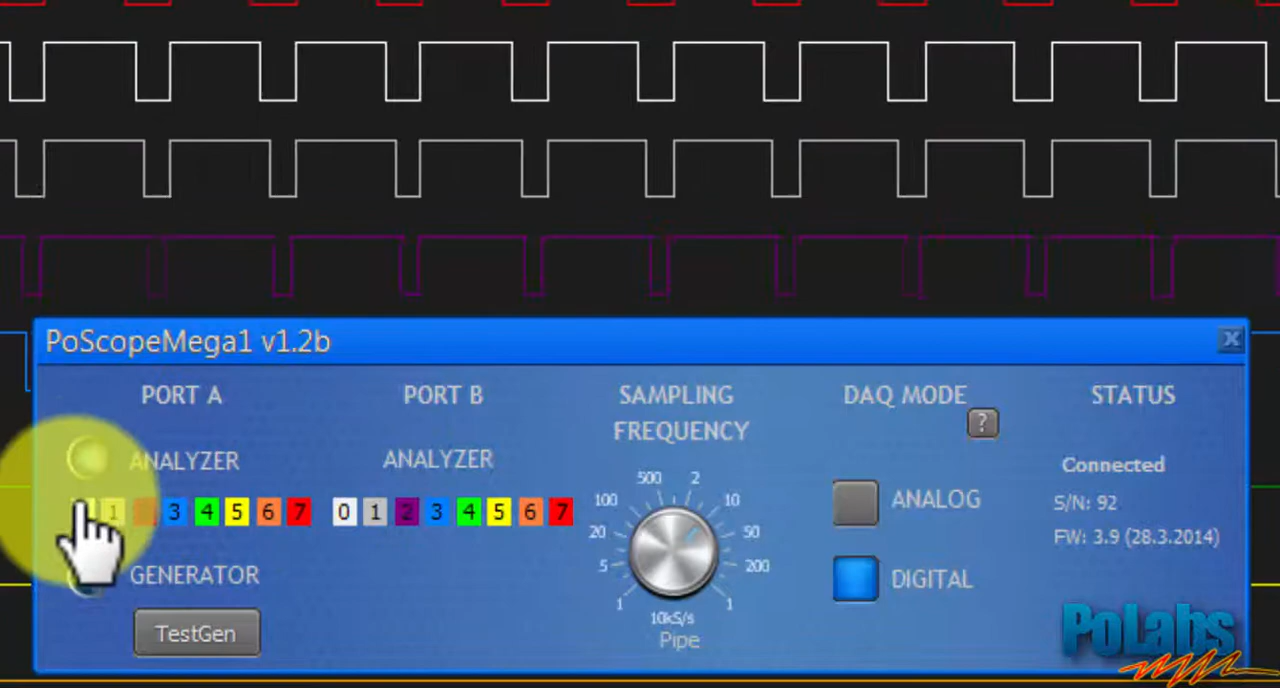 PoScopeMega1 v1.2b
x
PORT A
PORT B
SAMPLING
FREQUENCY
DAQ MODE
?
STATUS
ANALYZER
ANALYZER
1 3 4 5 6 7
0 1 2 3 4 5 6 7
GENERATOR
TestGen
500 2
100 10
20 50
5 200
1 1
10kS/s
Pipe
ANALOG
DIGITAL
Connected
S/N: 92
FW: 3.9 (28.3.2014)
PoLabs